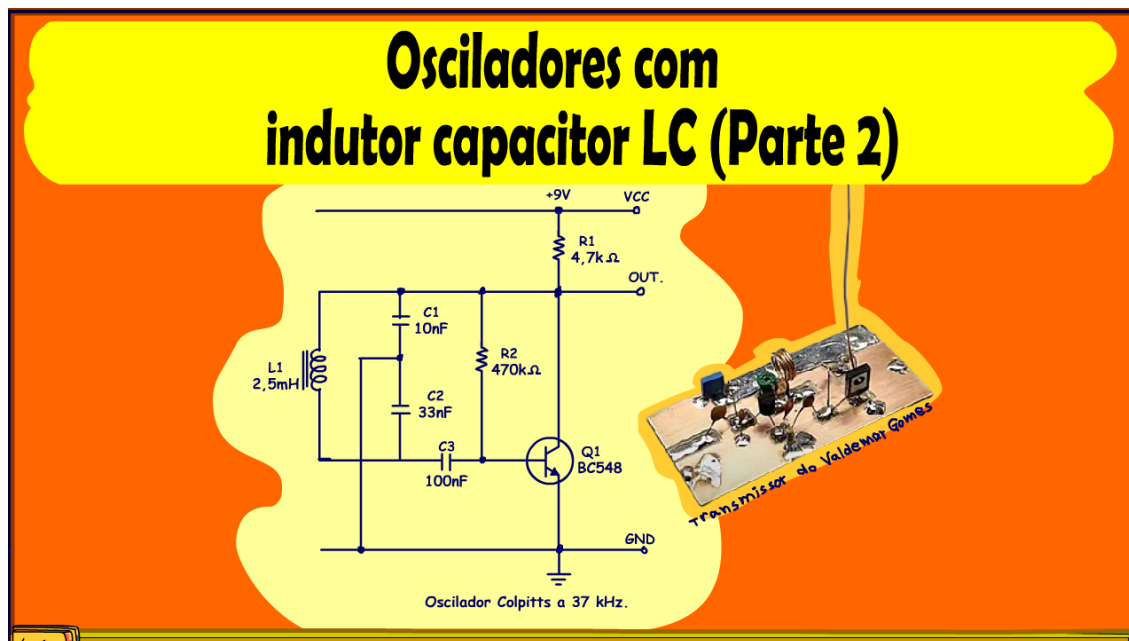 Osciladores com
indutor capacitor LC (Parte 2)
+9V
VCC
R1
4,7kΩ
OUT.
C1
10nF
R2
470kΩ
L1
2,5mH
C2
33nF
C3
100nF
Q1
BC548
GND
Oscilador Colpitts a 37 kHz.
Transmissor do Valdemar Gomes